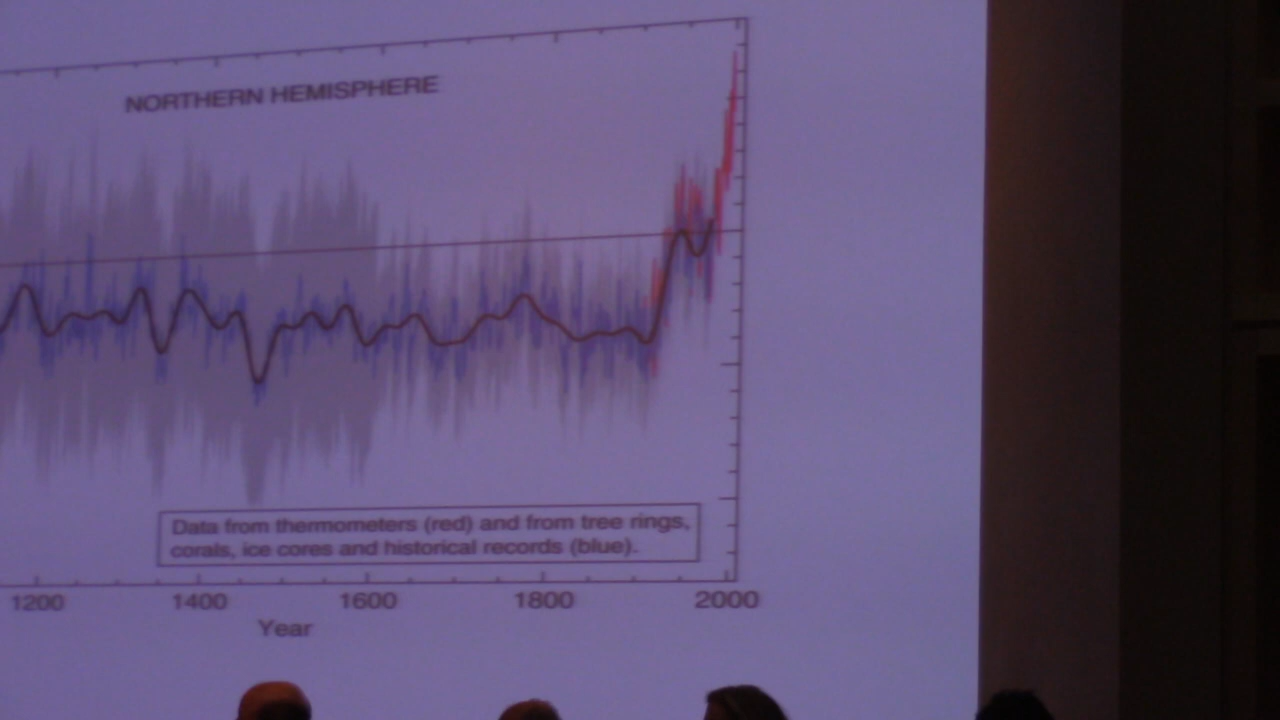 NORTHERN HEMISPHERE
Data from thermometers (red) and from tree rings,
corals, ice cores and historical records (blue).
1200 1400 1600 1800 2000
Year